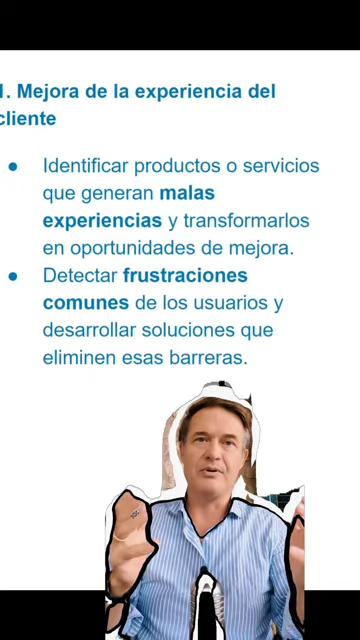 1. Mejora de la experiencia del
cliente
● Identificar productos o servicios
que generan malas
experiencias y transformarlos
en oportunidades de mejora.
● Detectar frustraciones
comunes de los usuarios y
desarrollar soluciones que
eliminen esas barreras.